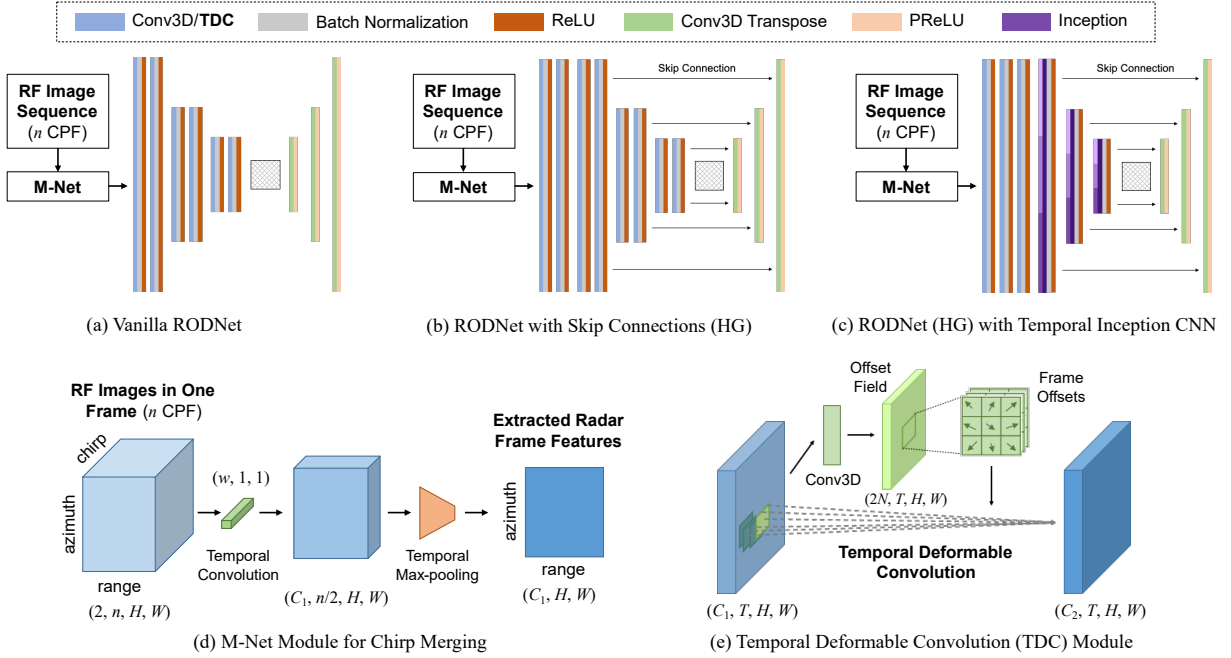 Conv3D/TDC
Batch Normalization
ReLU
Conv3D Transpose
PReLU
Inception
RF Image
Sequence
(n CPF)
M-Net
(a) Vanilla RODNet
RF Image
Sequence
(n CPF)
M-Net
Skip Connection
(b) RODNet with Skip Connections (HG)
RF Image
Sequence
(n CPF)
M-Net
Skip Connection
(c) RODNet (HG) with Temporal Inception CNN
RF Images in One
Frame (n CPF)
chirp
azimuth
range
(2, n, H, W)
(w, 1, 1)
Temporal
Convolution
(C1, n/2, H, W)
Temporal
Max-pooling
Extracted Radar
Frame Features
azimuth
range
(C1, H, W)
(d) M-Net Module for Chirp Merging
Offset
Field
Frame
Offsets
Conv3D
(2N, T, H, W)
Temporal Deformable
Convolution
(C1, T, H, W)
(C2, T, H, W)
(e) Temporal Deformable Convolution (TDC) Module